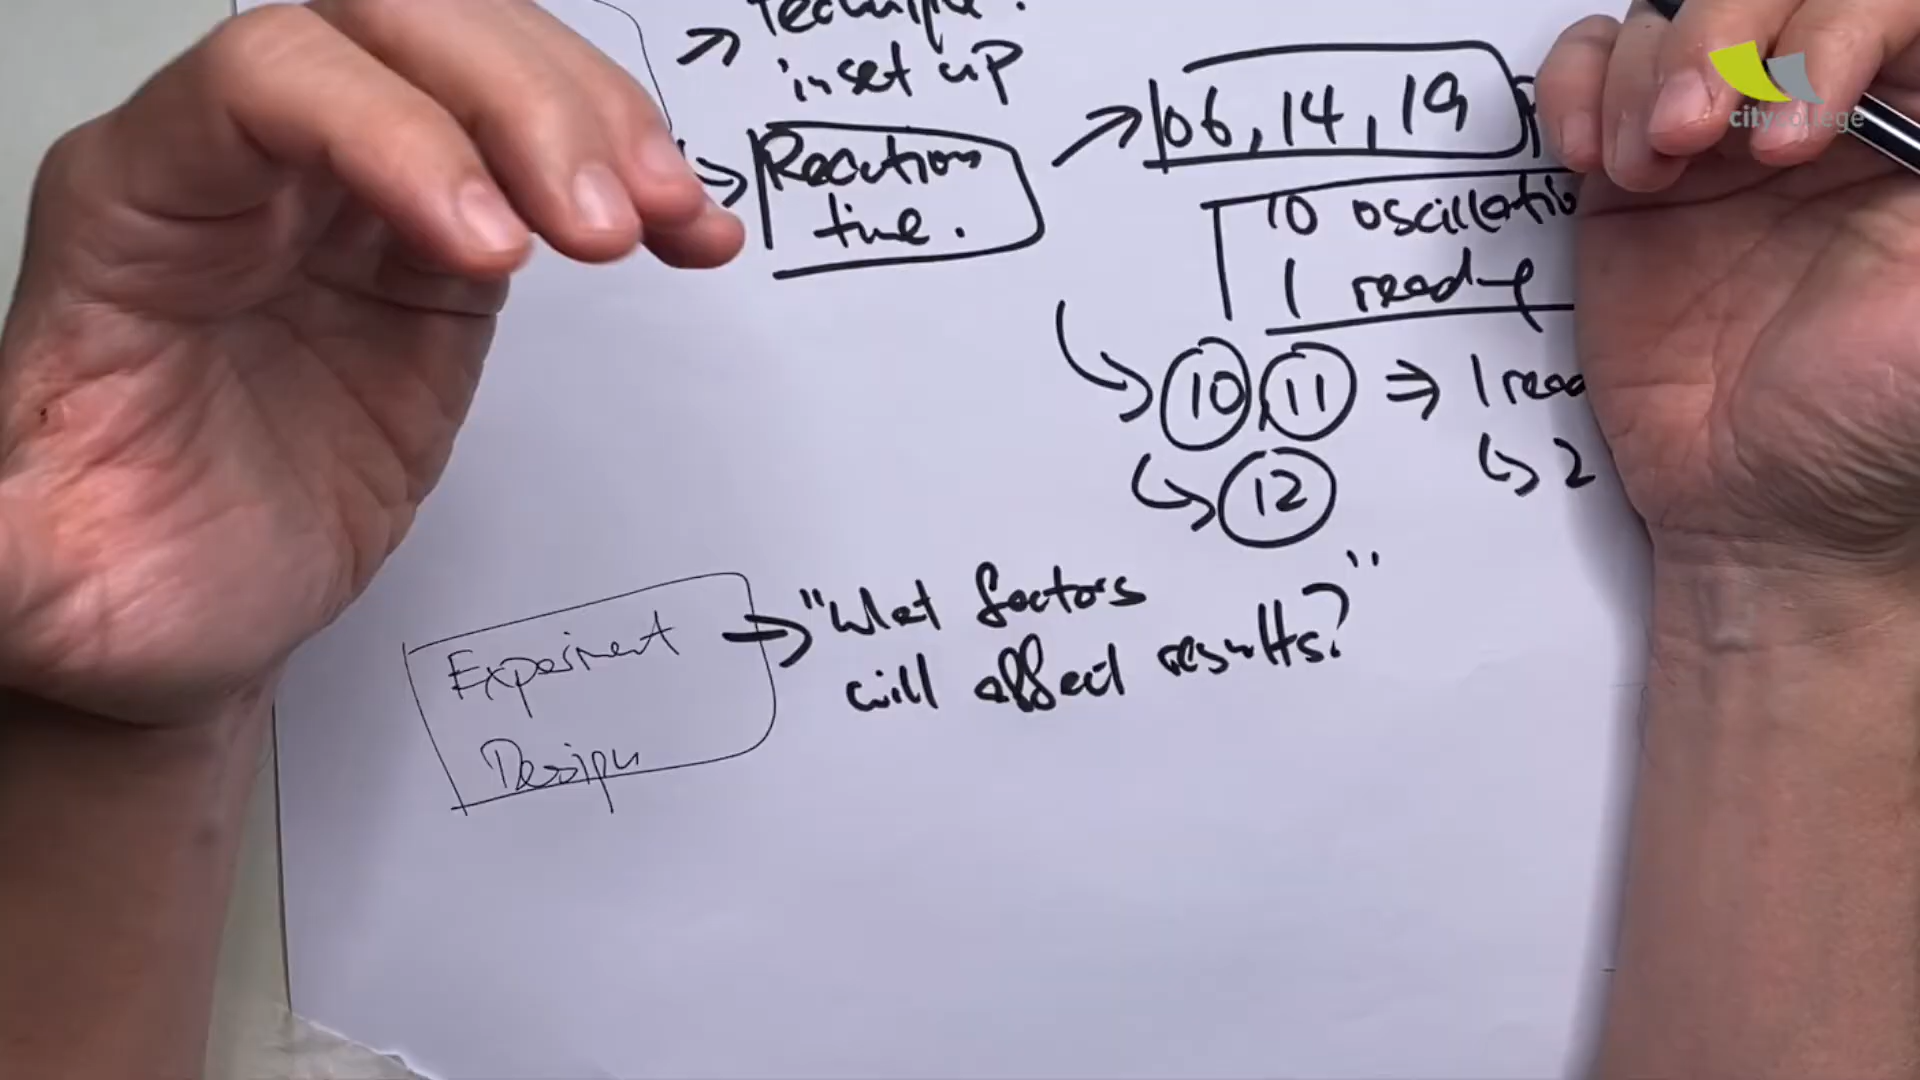 in set up
Reaction
time.
06, 14, 19
10 oscillatio
1 reading
10, 11 ⇒ 1 read
↳ 2
12
Experiment
Design
"What factors
will affect results?"
citycollege